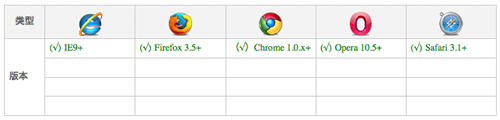 类型
(√) IE9+
(√) Firefox 3.5+
(√) Chrome 1.0.x+
(√) Opera 10.5+
(√) Safari 3.1+
版本